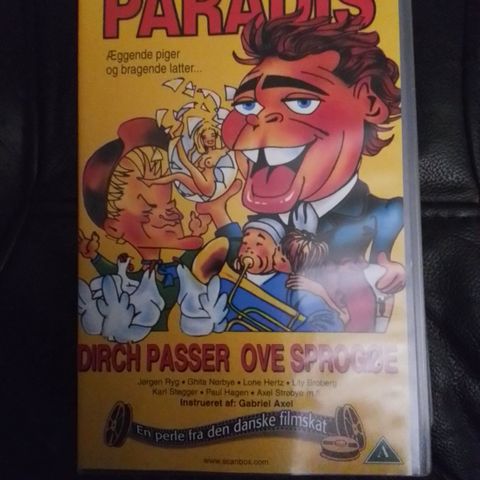 PARADIS
Æggende piger
og bragende latter...
DIRCH PASSER OVE SPROGØE
Jørgen Ryg • Ghita Nørby • Lone Hertz • Lily Broberg
Karl Stegger • Paul Hagen • Axel Strøbye m.fl.
Instrueret af: Gabriel Axel
En perle fra den danske filmskat
www.scanbox.com
A